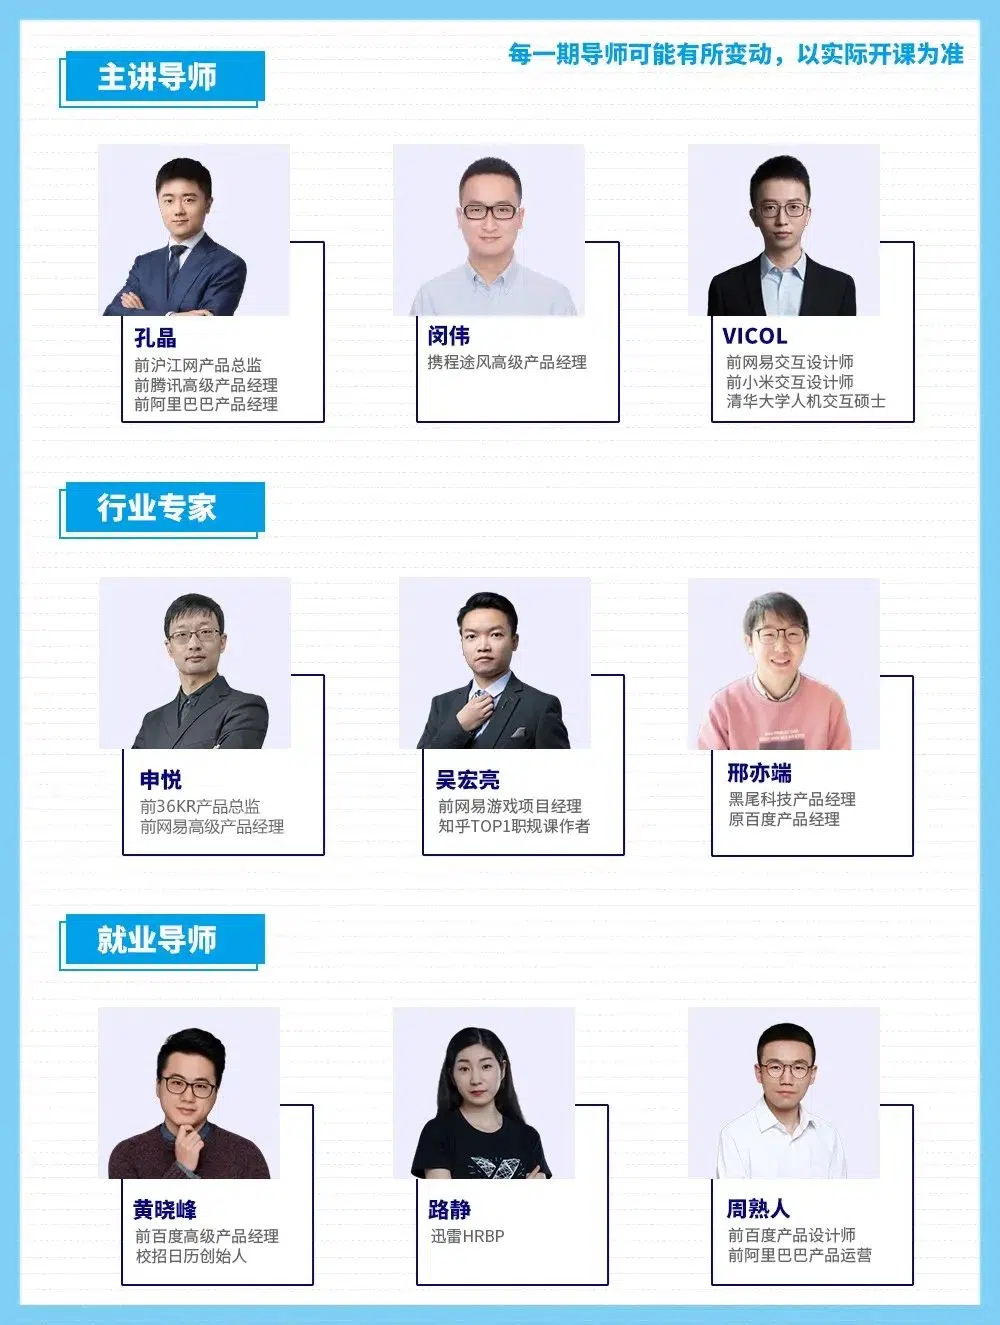 主讲导师
每一期导师可能有所变动，以实际开课为准
孔晶
前沪江网产品总监
前腾讯高级产品经理
前阿里巴巴产品经理
闵伟
携程途风高级产品经理
VICOL
前网易交互设计师
前小米交互设计师
清华大学人机交互硕士
行业专家
申悦
前36KR产品总监
前网易高级产品经理
吴宏亮
前网易游戏项目经理
知乎TOP1职规课作者
邢亦端
黑尾科技产品经理
原百度产品经理
就业导师
黄晓峰
前百度高级产品经理
校招日历创始人
路静
迅雷HRBP
周熟人
前百度产品设计师
前阿里巴巴产品运营